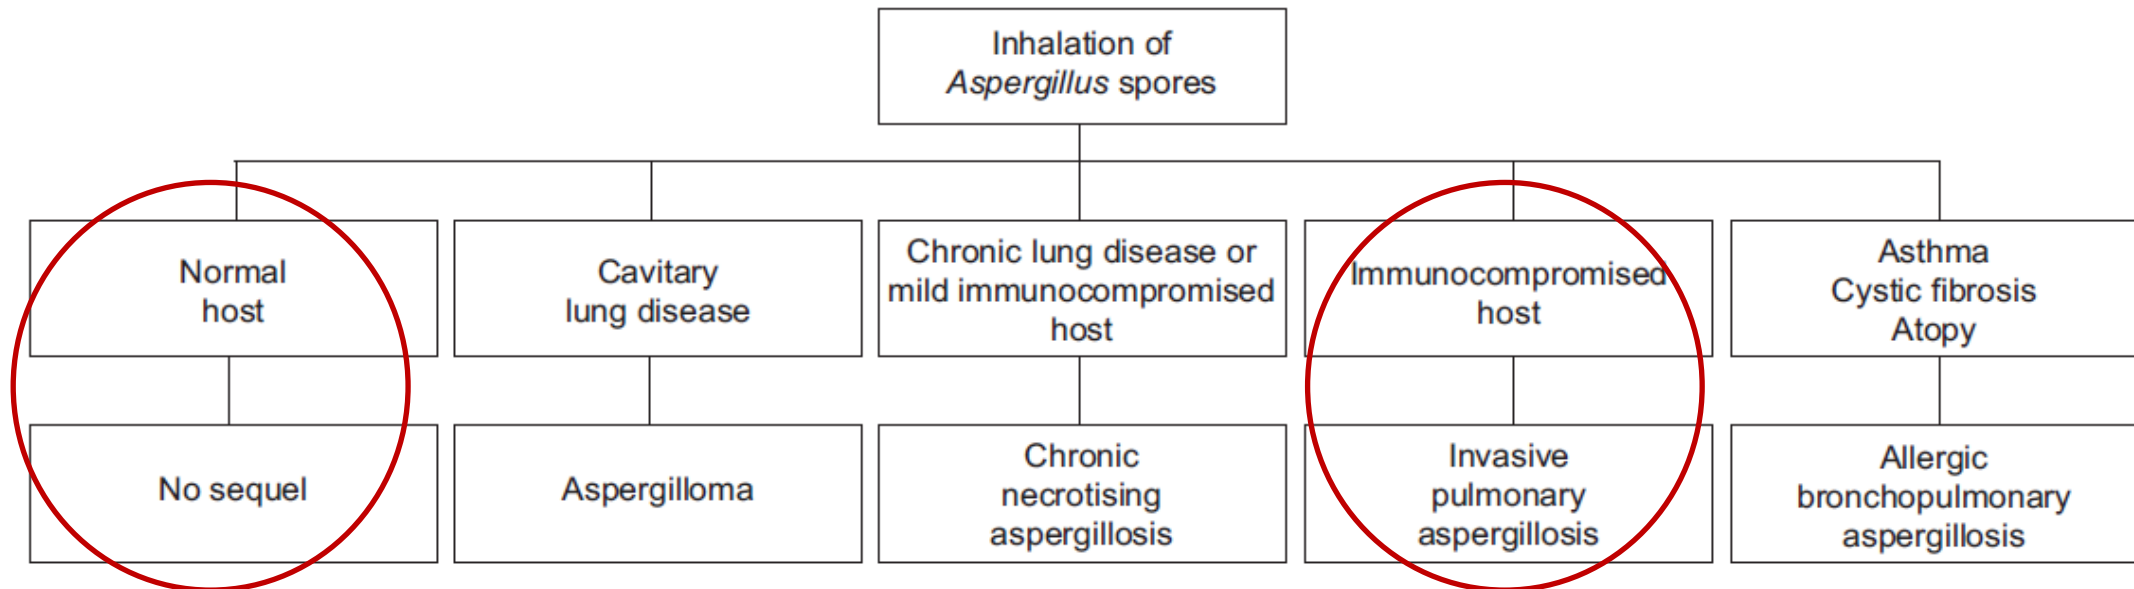 Inhalation of
Aspergillus spores
Normal
host
Cavitary
lung disease
Chronic lung disease or
mild immunocompromised
host
Immunocompromised
host
Asthma
Cystic fibrosis
Atopy
No sequel
Aspergilloma
Chronic
necrotising
aspergillosis
Invasive
pulmonary
aspergillosis
Allergic
bronchopulmonary
aspergillosis